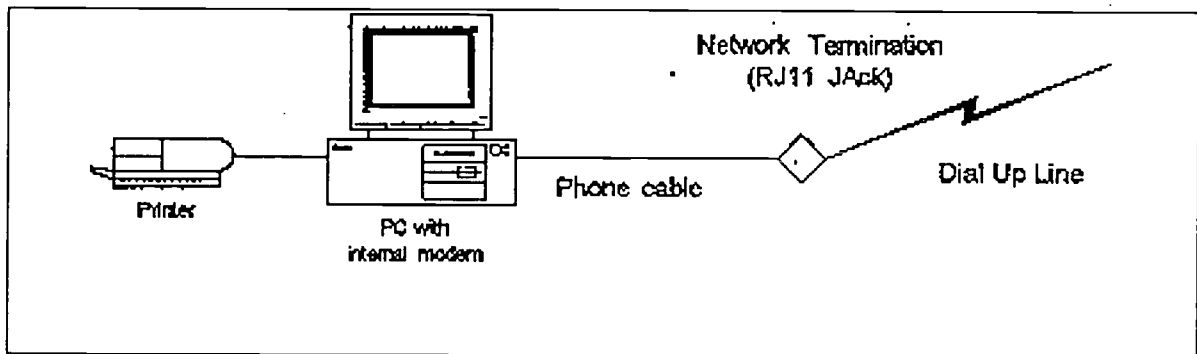 Network Termination
(RJ11 JAck)
Printer
PC with
internal modem
Phone cable
Dial Up Line